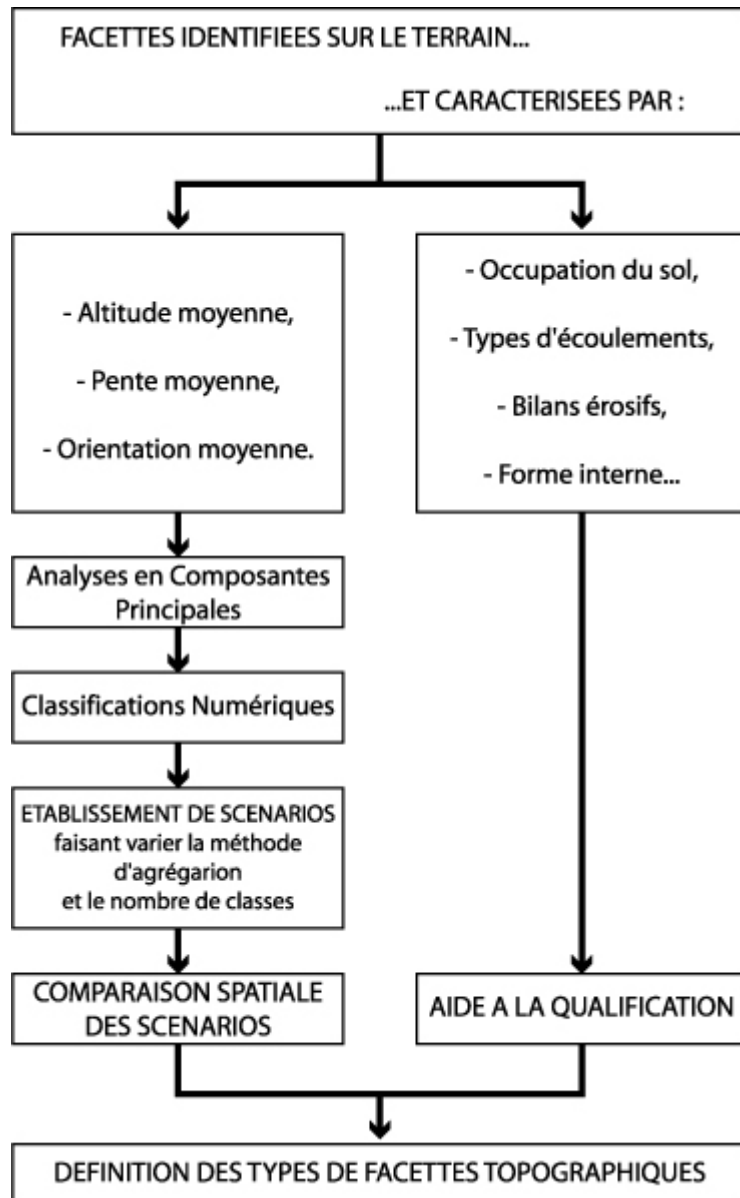 FACETTES IDENTIFIEES SUR LE TERRAIN...
...ET CARACTERISEES PAR :
- Altitude moyenne,
- Pente moyenne,
- Orientation moyenne.
- Occupation du sol,
- Types d'écoulements,
- Bilans érosifs,
- Forme interne...
Analyses en Composantes
Principales
Classifications Numériques
ETABLISSEMENT DE SCENARIOS
faisant varier la méthode
d'agrégarion
et le nombre de classes
COMPARAISON SPATIALE
DES SCENARIOS
AIDE A LA QUALIFICATION
DEFINITION DES TYPES DE FACETTES TOPOGRAPHIQUES